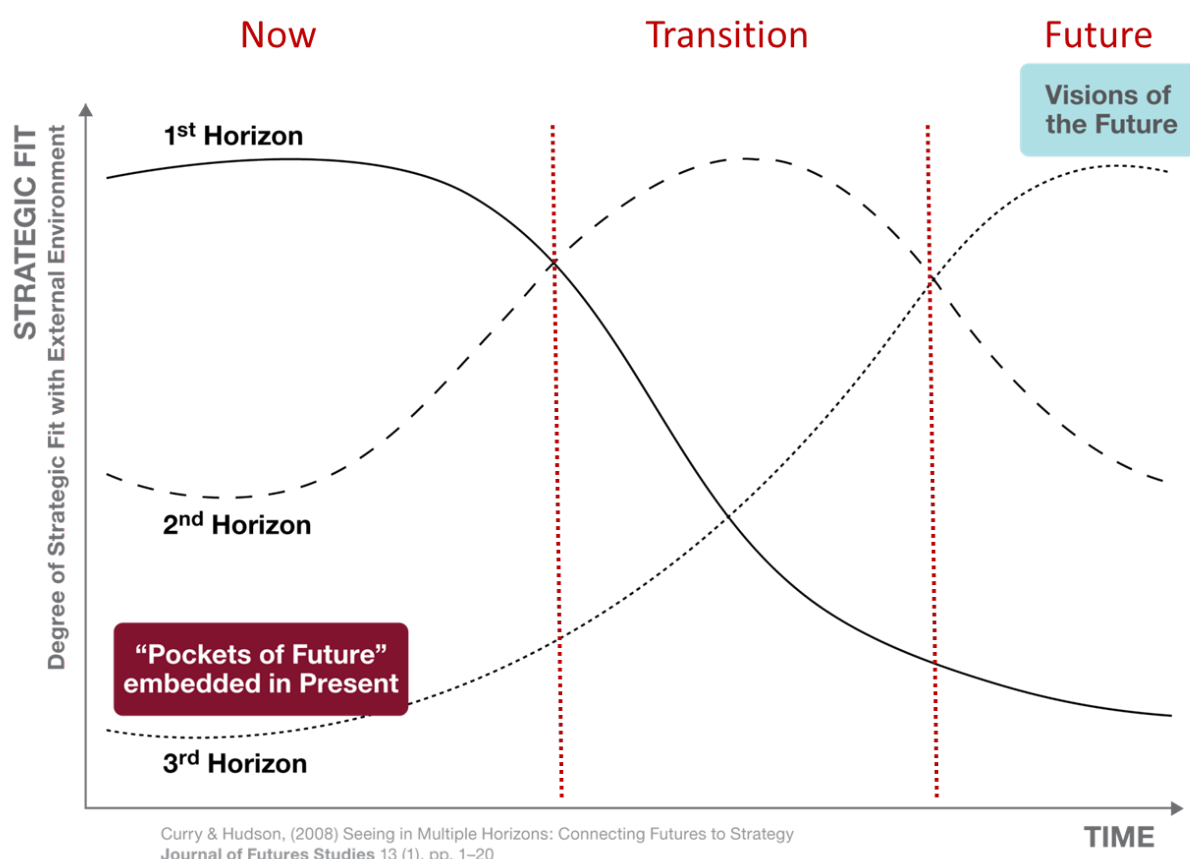 Now
Transition
Future
Visions of
the Future
STRATEGIC FIT
Degree of Strategic Fit with External Environment
1st Horizon
2nd Horizon
“Pockets of Future”
embedded in Present
3rd Horizon
TIME
Curry & Hudson, (2008) Seeing in Multiple Horizons: Connecting Futures to Strategy
Journal of Futures Studies 13 (1), pp. 1–20